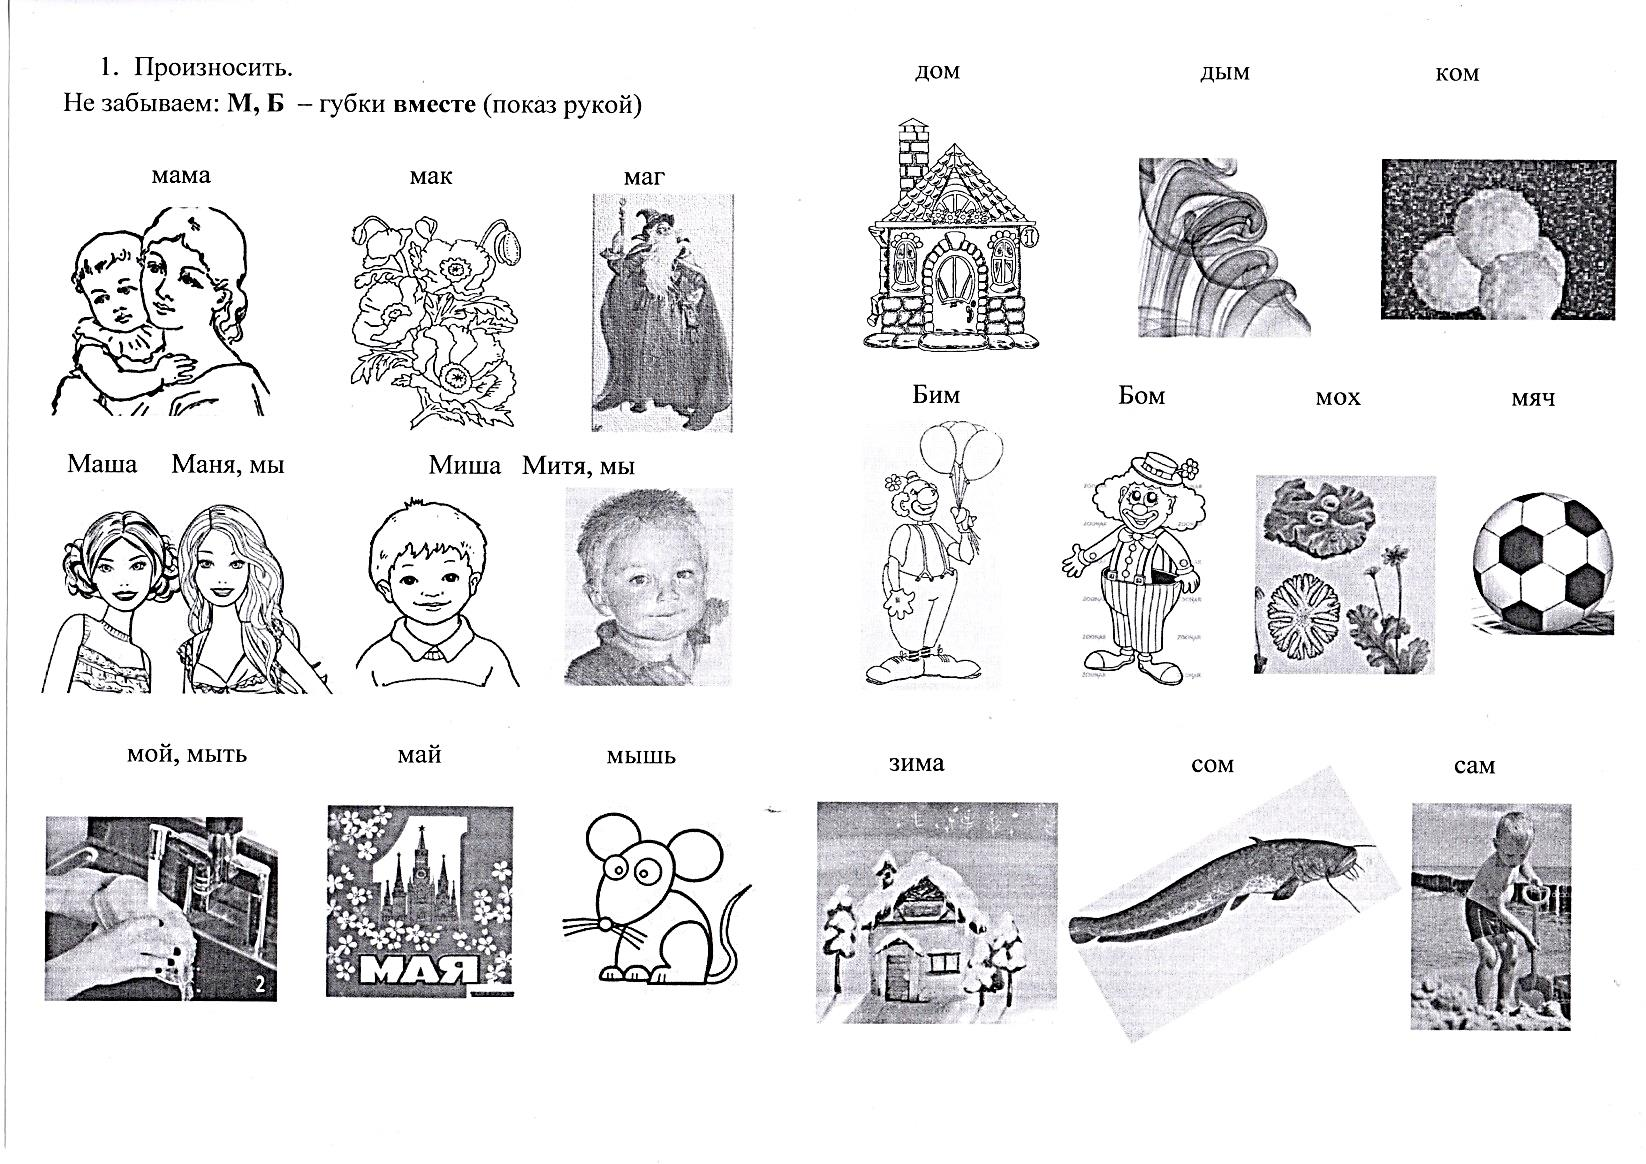 1. Произносить.
Не забываем: М, Б – губки вместе (показ рукой)
мама мак маг
Маша Маня, мы Миша Митя, мы
мой, мыть май мышь
2
1
МАЯ
дом дым ком
1
Бим Бом мох мяч
зима сом сам